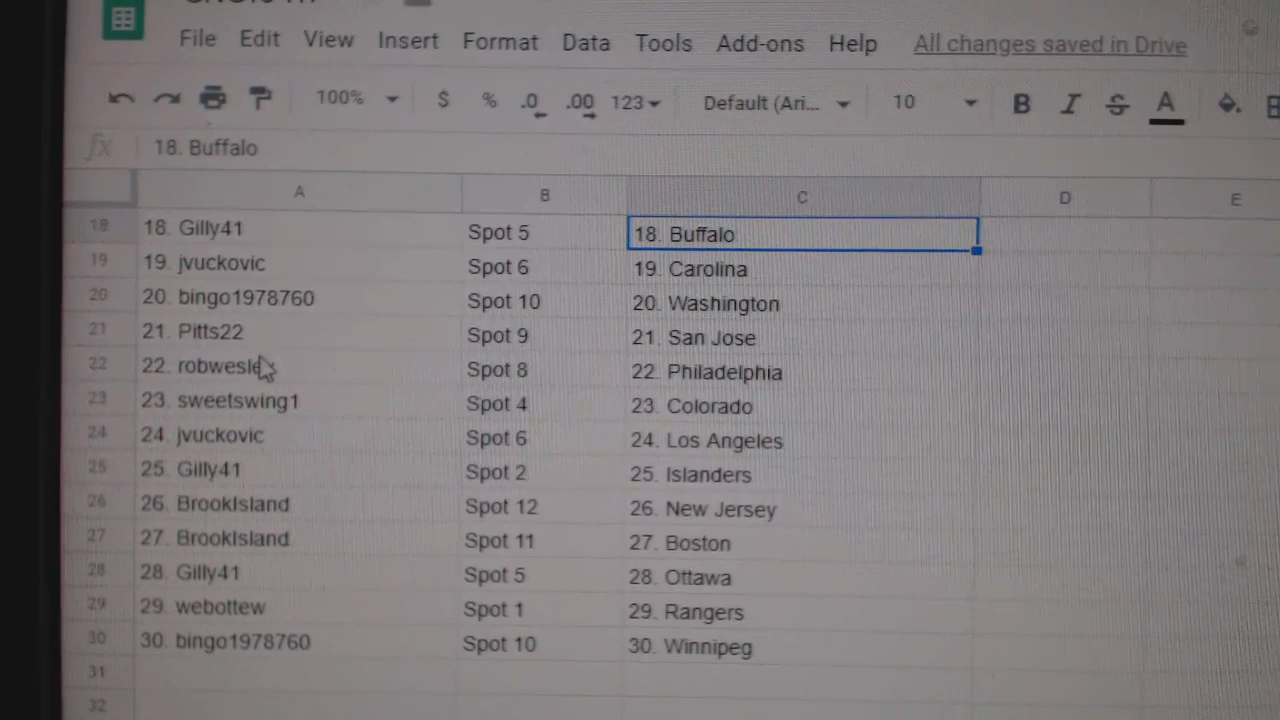 File Edit View Insert Format Data Tools Add-ons Help All changes saved in Drive
100% $ % .0 .00 123 Default (Ari... 10 B I S A
fx 18. Buffalo
A B C D E
18 18. Gilly41 Spot 5 18. Buffalo
19 19. jvuckovic Spot 6 19. Carolina
20 20. bingo1978760 Spot 10 20. Washington
21 21. Pitts22 Spot 9 21. San Jose
22 22. robwesle Spot 8 22. Philadelphia
23 23. sweetswing1 Spot 4 23. Colorado
24 24. jvuckovic Spot 6 24. Los Angeles
25 25. Gilly41 Spot 2 25. Islanders
26 26. BrookIsland Spot 12 26. New Jersey
27 27. BrookIsland Spot 11 27. Boston
28 28. Gilly41 Spot 5 28. Ottawa
29 29. webottew Spot 1 29. Rangers
30 30. bingo1978760 Spot 10 30. Winnipeg
31
32